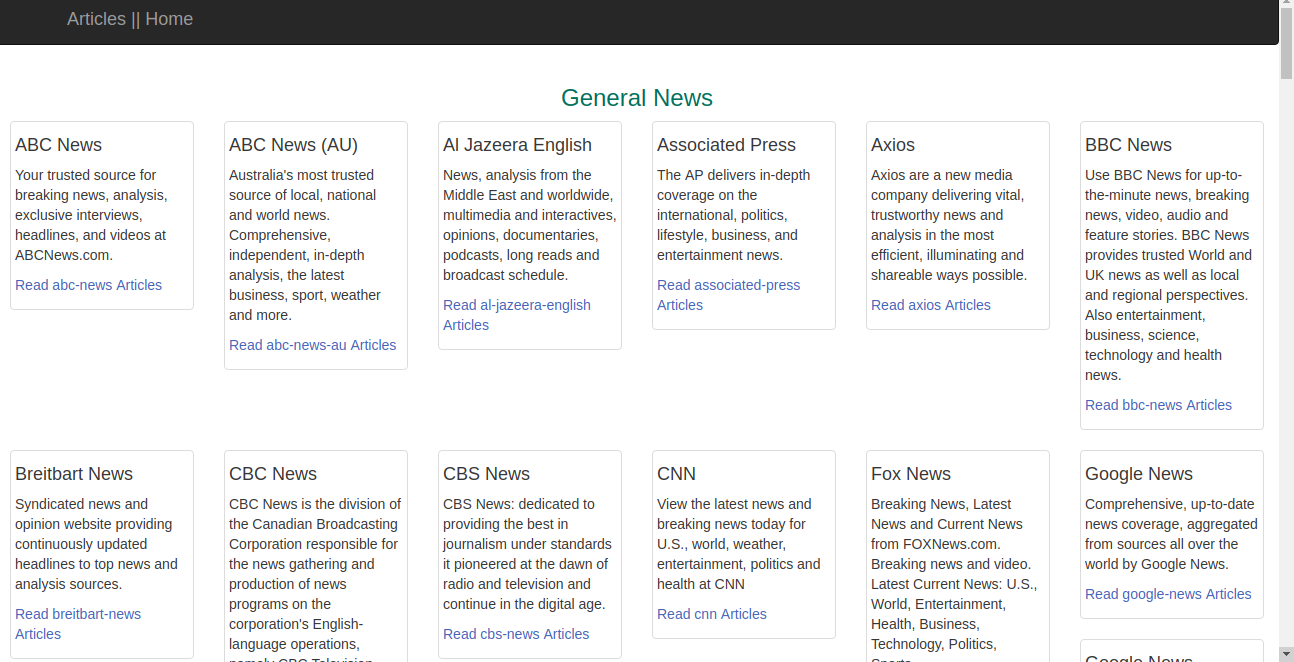 Articles || Home
General News
ABC News
Your trusted source for
breaking news, analysis,
exclusive interviews,
headlines, and videos at
ABCNews.com.
Read abc-news Articles
ABC News (AU)
Australia's most trusted
source of local, national
and world news.
Comprehensive,
independent, in-depth
analysis, the latest
business, sport, weather
and more.
Read abc-news-au Articles
Al Jazeera English
News, analysis from the
Middle East and worldwide,
multimedia and interactives,
opinions, documentaries,
podcasts, long reads and
broadcast schedule.
Read al-jazeera-english
Articles
Associated Press
The AP delivers in-depth
coverage on the
international, politics,
lifestyle, business, and
entertainment news.
Read associated-press
Articles
Axios
Axios are a new media
company delivering vital,
trustworthy news and
analysis in the most
efficient, illuminating and
shareable ways possible.
Read axios Articles
BBC News
Use BBC News for up-to-
the-minute news, breaking
news, video, audio and
feature stories. BBC News
provides trusted World and
UK news as well as local
and regional perspectives.
Also entertainment,
business, science,
technology and health
news.
Read bbc-news Articles
Breitbart News
Syndicated news and
opinion website providing
continuously updated
headlines to top news and
analysis sources.
Read breitbart-news
Articles
CBC News
CBC News is the division of
the Canadian Broadcasting
Corporation responsible for
the news gathering and
production of news
programs on the
corporation's English-
language operations,
namely CBC Television
CBS News
CBS News: dedicated to
providing the best in
journalism under standards
it pioneered at the dawn of
radio and television and
continue in the digital age.
Read cbs-news Articles
CNN
View the latest news and
breaking news today for
U.S., world, weather,
entertainment, politics and
health at CNN
Read cnn Articles
Fox News
Breaking News, Latest
News and Current News
from FOXNews.com.
Breaking news and video.
Latest Current News: U.S.,
World, Entertainment,
Health, Business,
Technology, Politics,
Sports
Google News
Comprehensive, up-to-date
news coverage, aggregated
from sources all over the
world by Google News.
Read google-news Articles
Google News